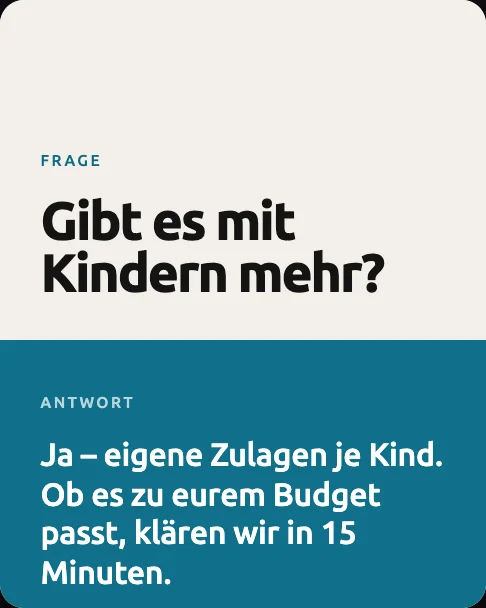 FRAGE
Gibt es mit
Kindern mehr?
ANTWORT
Ja – eigene Zulagen je Kind.
Ob es zu eurem Budget
passt, klären wir in 15
Minuten.